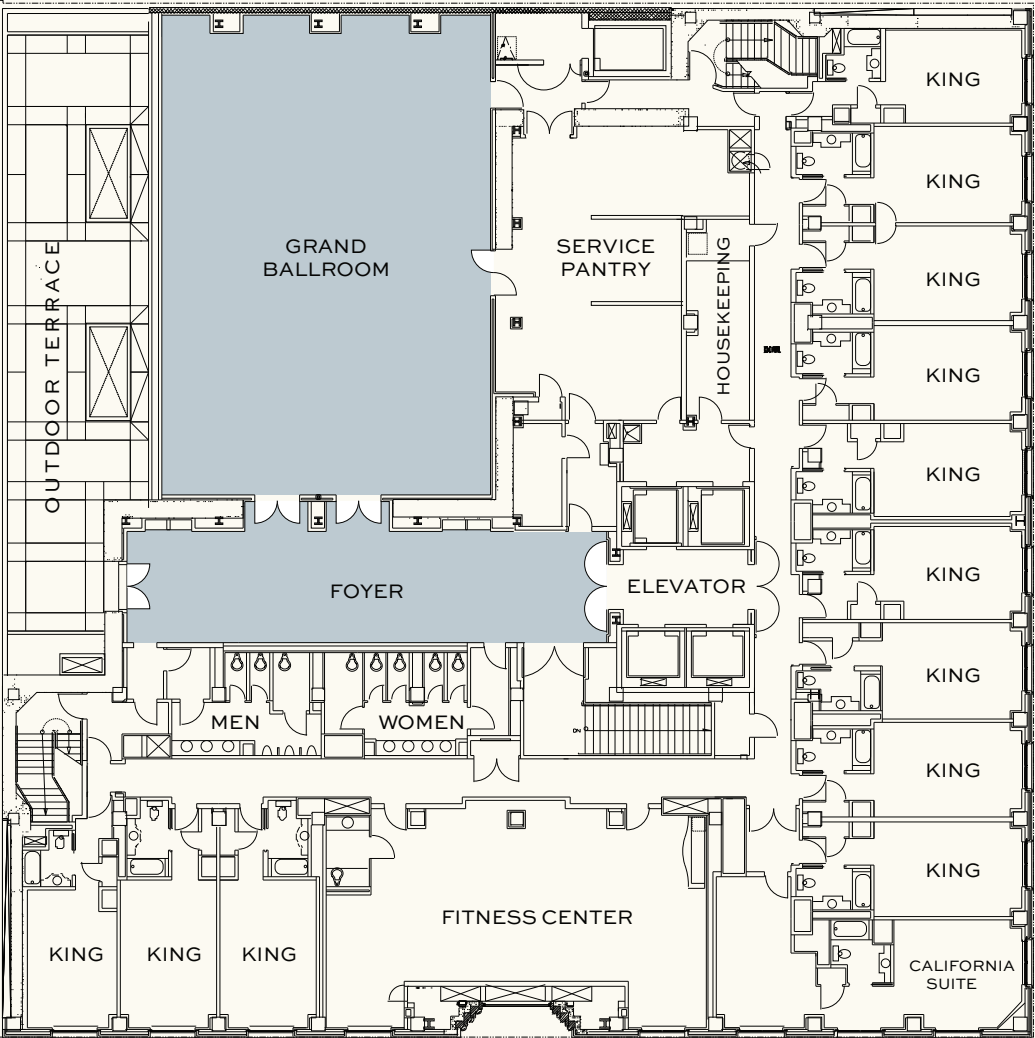 KING
KING
GRAND
BALLROOM
SERVICE
PANTRY
HOUSEKEEPING
OUTDOOR TERRACE
KING
KING
KING
KING
FOYER
ELEVATOR
KING
MEN
WOMEN
KING
KING
FITNESS CENTER
KING
KING
KING
CALIFORNIA
SUITE